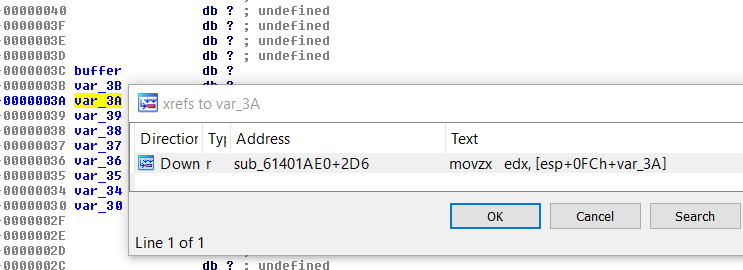 -00000040 db ? ; undefined
-0000003F db ? ; undefined
-0000003E db ? ; undefined
-0000003D db ? ; undefined
-0000003C buffer db ?
-0000003B var_3B db ?
-0000003A var_3A
-00000039 var_39
-00000038 var_38
-00000037 var_37
-00000036 var_36
-00000035 var_35
-00000034 var_34
-00000030 var_30
-0000002F
-0000002E
-0000002D
-0000002C db ? ; undefined
xrefs to var_3A
Direction Typ Address Text
Down r sub_61401AE0+2D6 movzx edx, [esp+0FCh+var_3A]
OK Cancel Search
Line 1 of 1